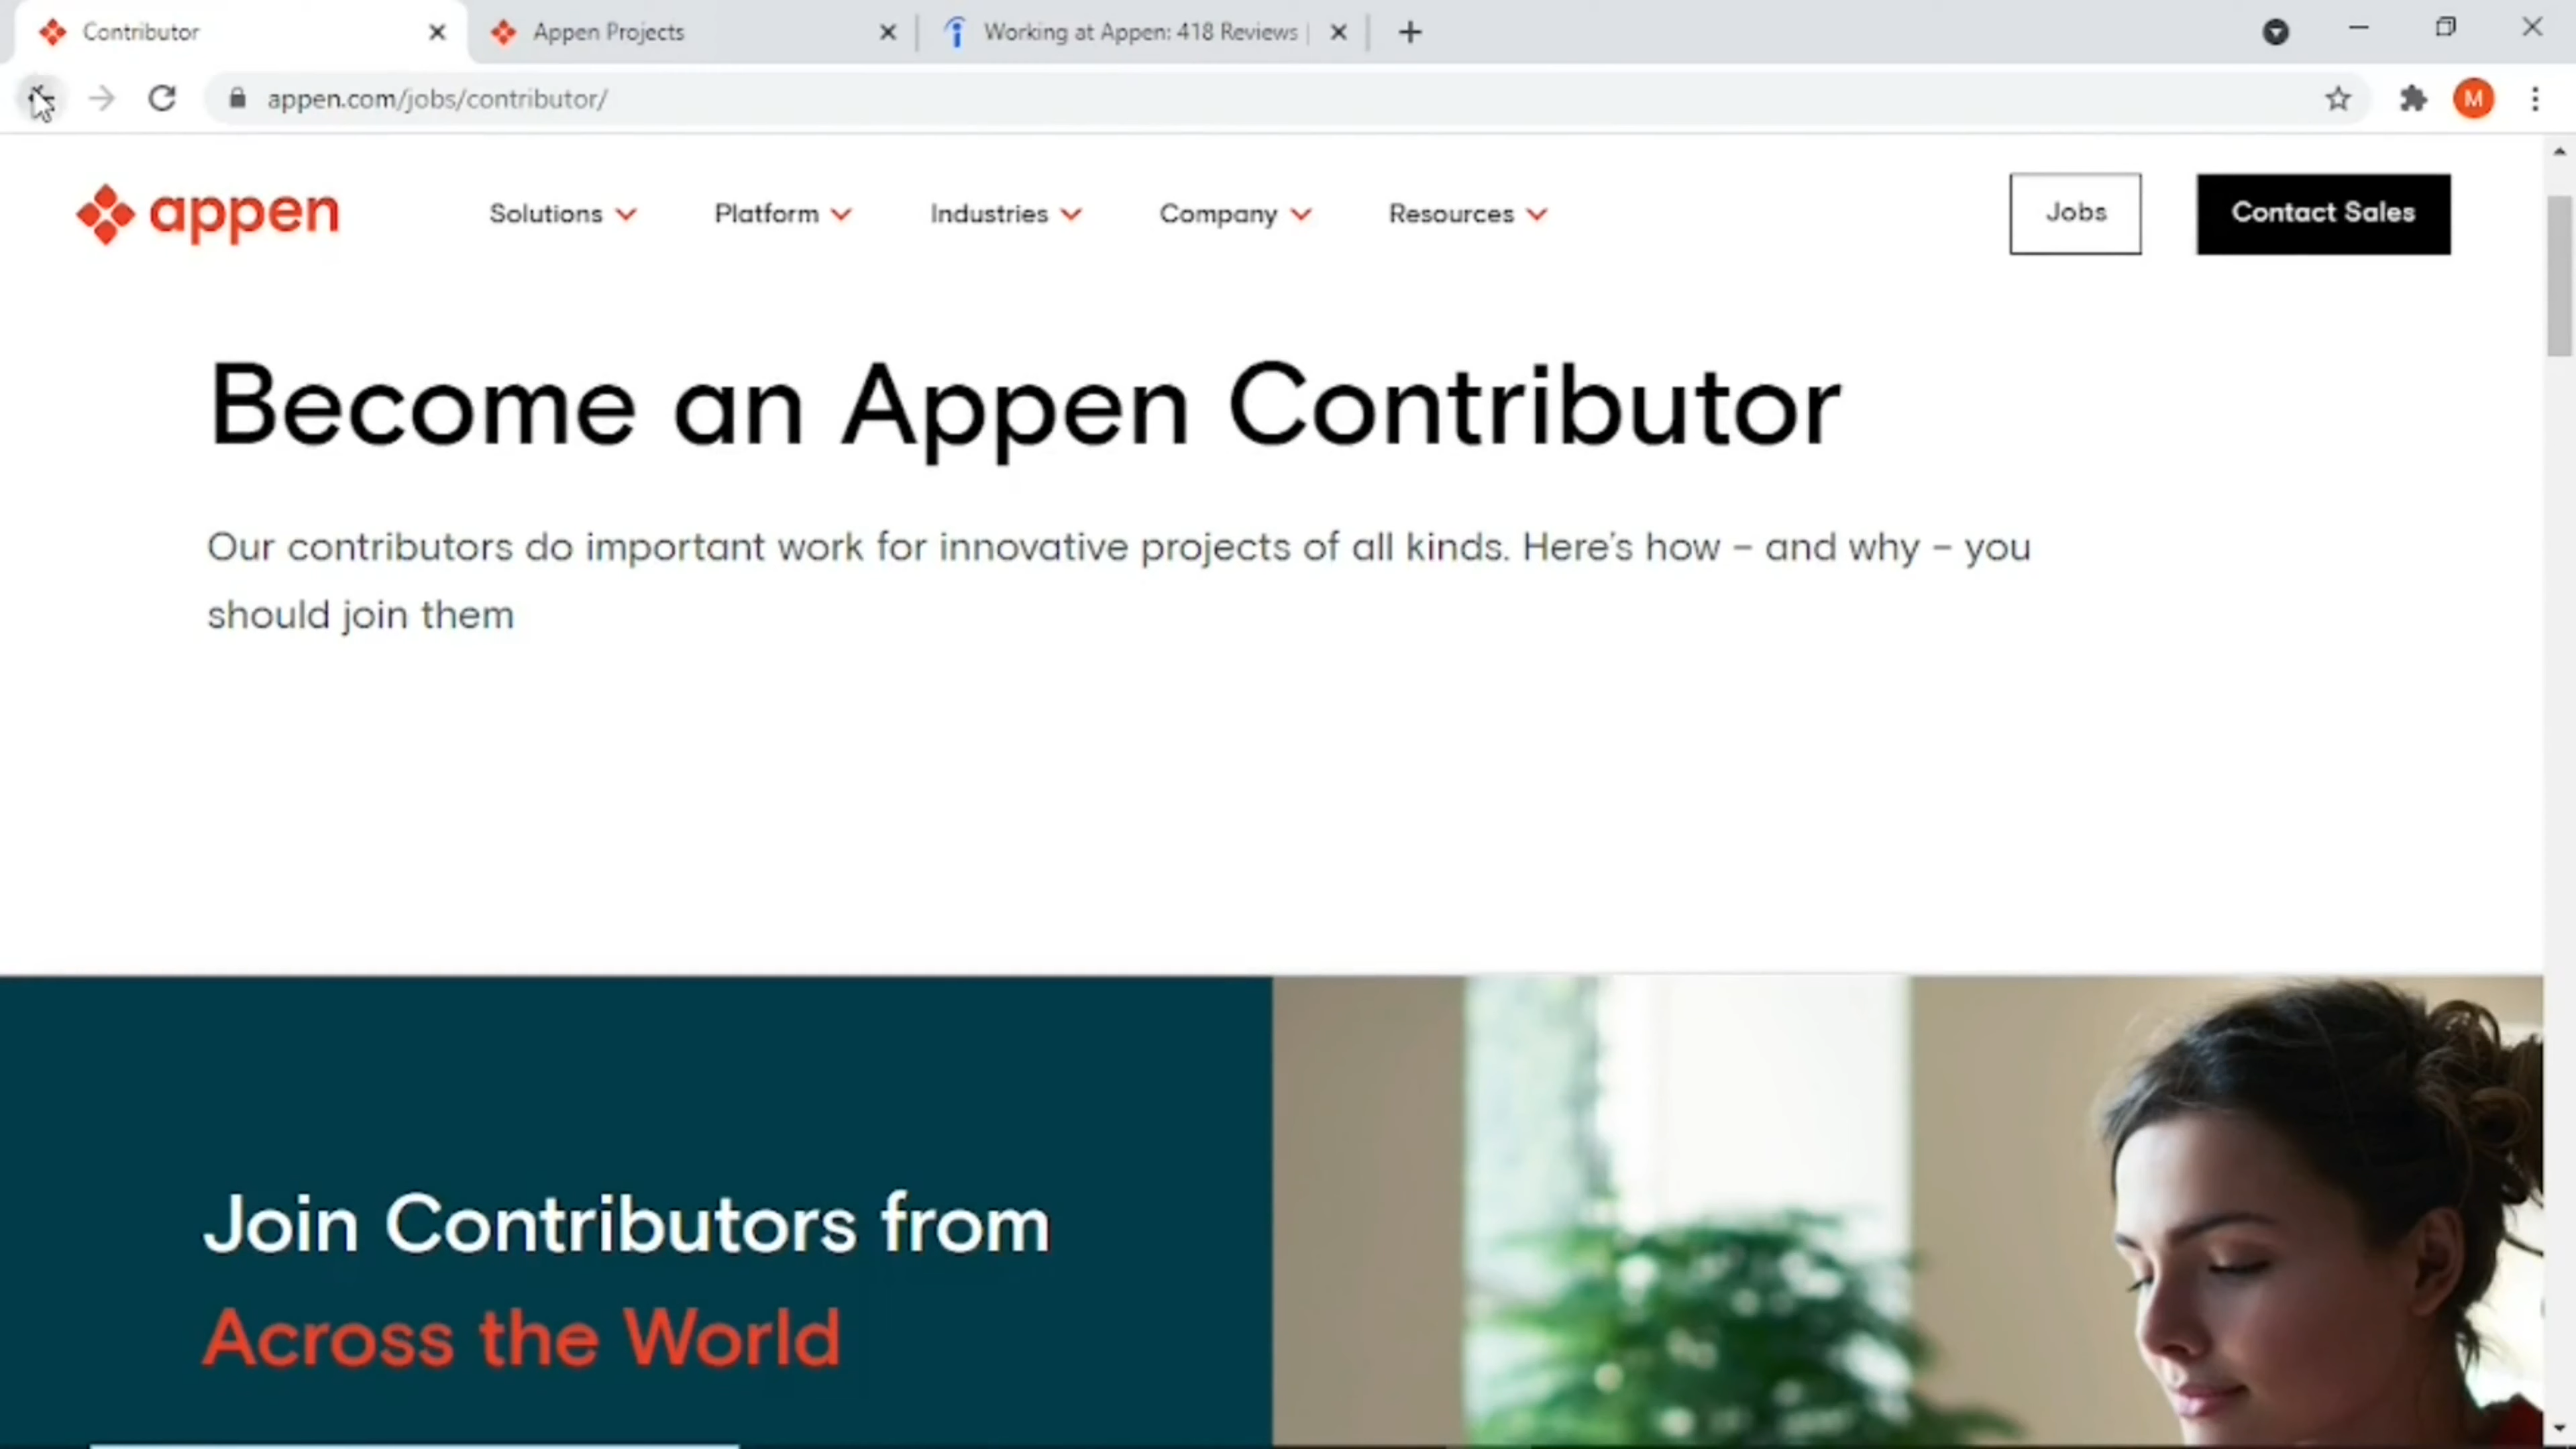 Contributor
Appen Projects
Working at Appen: 418 Reviews |
appen.com/jobs/contributor/
M
appen
Solutions
Platform
Industries
Company
Resources
Jobs
Contact Sales
Become an Appen Contributor
Our contributors do important work for innovative projects of all kinds. Here's how – and why – you
should join them
Join Contributors from
Across the World